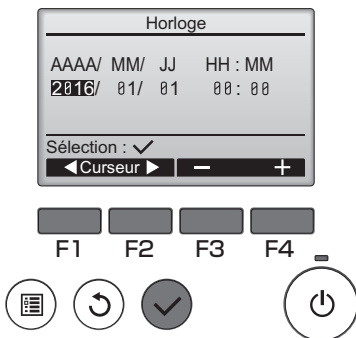 Horloge
AAAA/ MM/ JJ HH : MM
2016/ 01/ 01 00: 00
Sélection : ✓
◀Curseur▶ − +
F1 F2 F3 F4